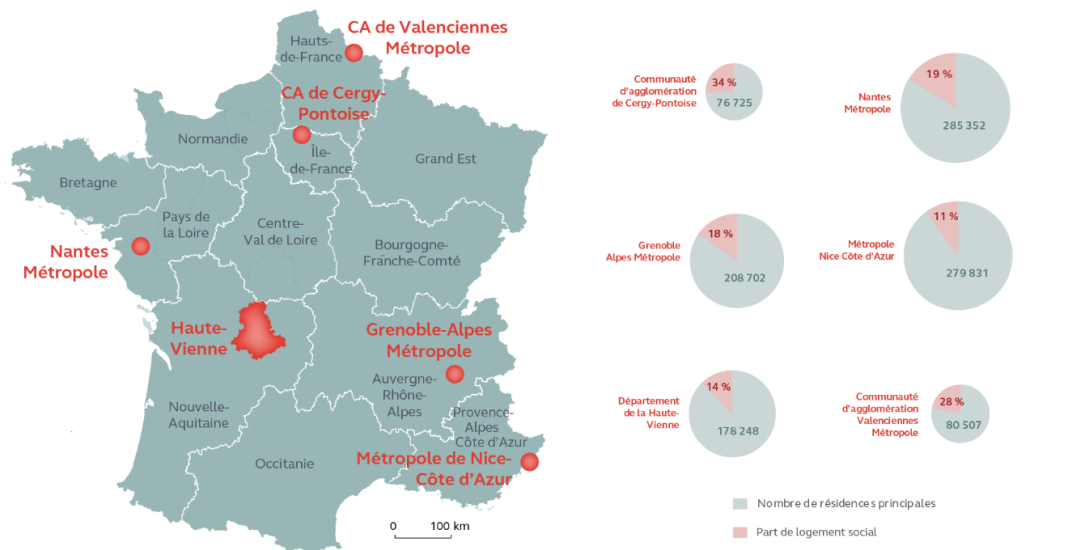 CA de Valenciennes
Métropole
Hauts-
de-France
CA de Cergy-
Pontoise
Normandie
Île-
de-France
Grand Est
Bretagne
Pays de
la Loire
Centre-
Val de Loire
Bourgogne-
Franche-Comté
Nantes
Métropole
Haute-
Vienne
Grenoble-Alpes
Métropole
Auvergne-
Rhône-
Alpes
Nouvelle-
Aquitaine
Provence-
Alpes
Côte d'Azur
Occitanie
Métropole de Nice-
Côte d'Azur
0 100 km
Communauté
d'agglomération
de Cergy-Pontoise
34 %
76 725
Nantes
Métropole
19 %
285 352
Grenoble
Alpes Métropole
18 %
208 702
Métropole
Nice Côte d'Azur
11 %
279 831
Département
de la Haute-
Vienne
14 %
178 248
Communauté
d'agglomération
Valenciennes
Métropole
28 %
80 507
Nombre de résidences principales
Part de logement social